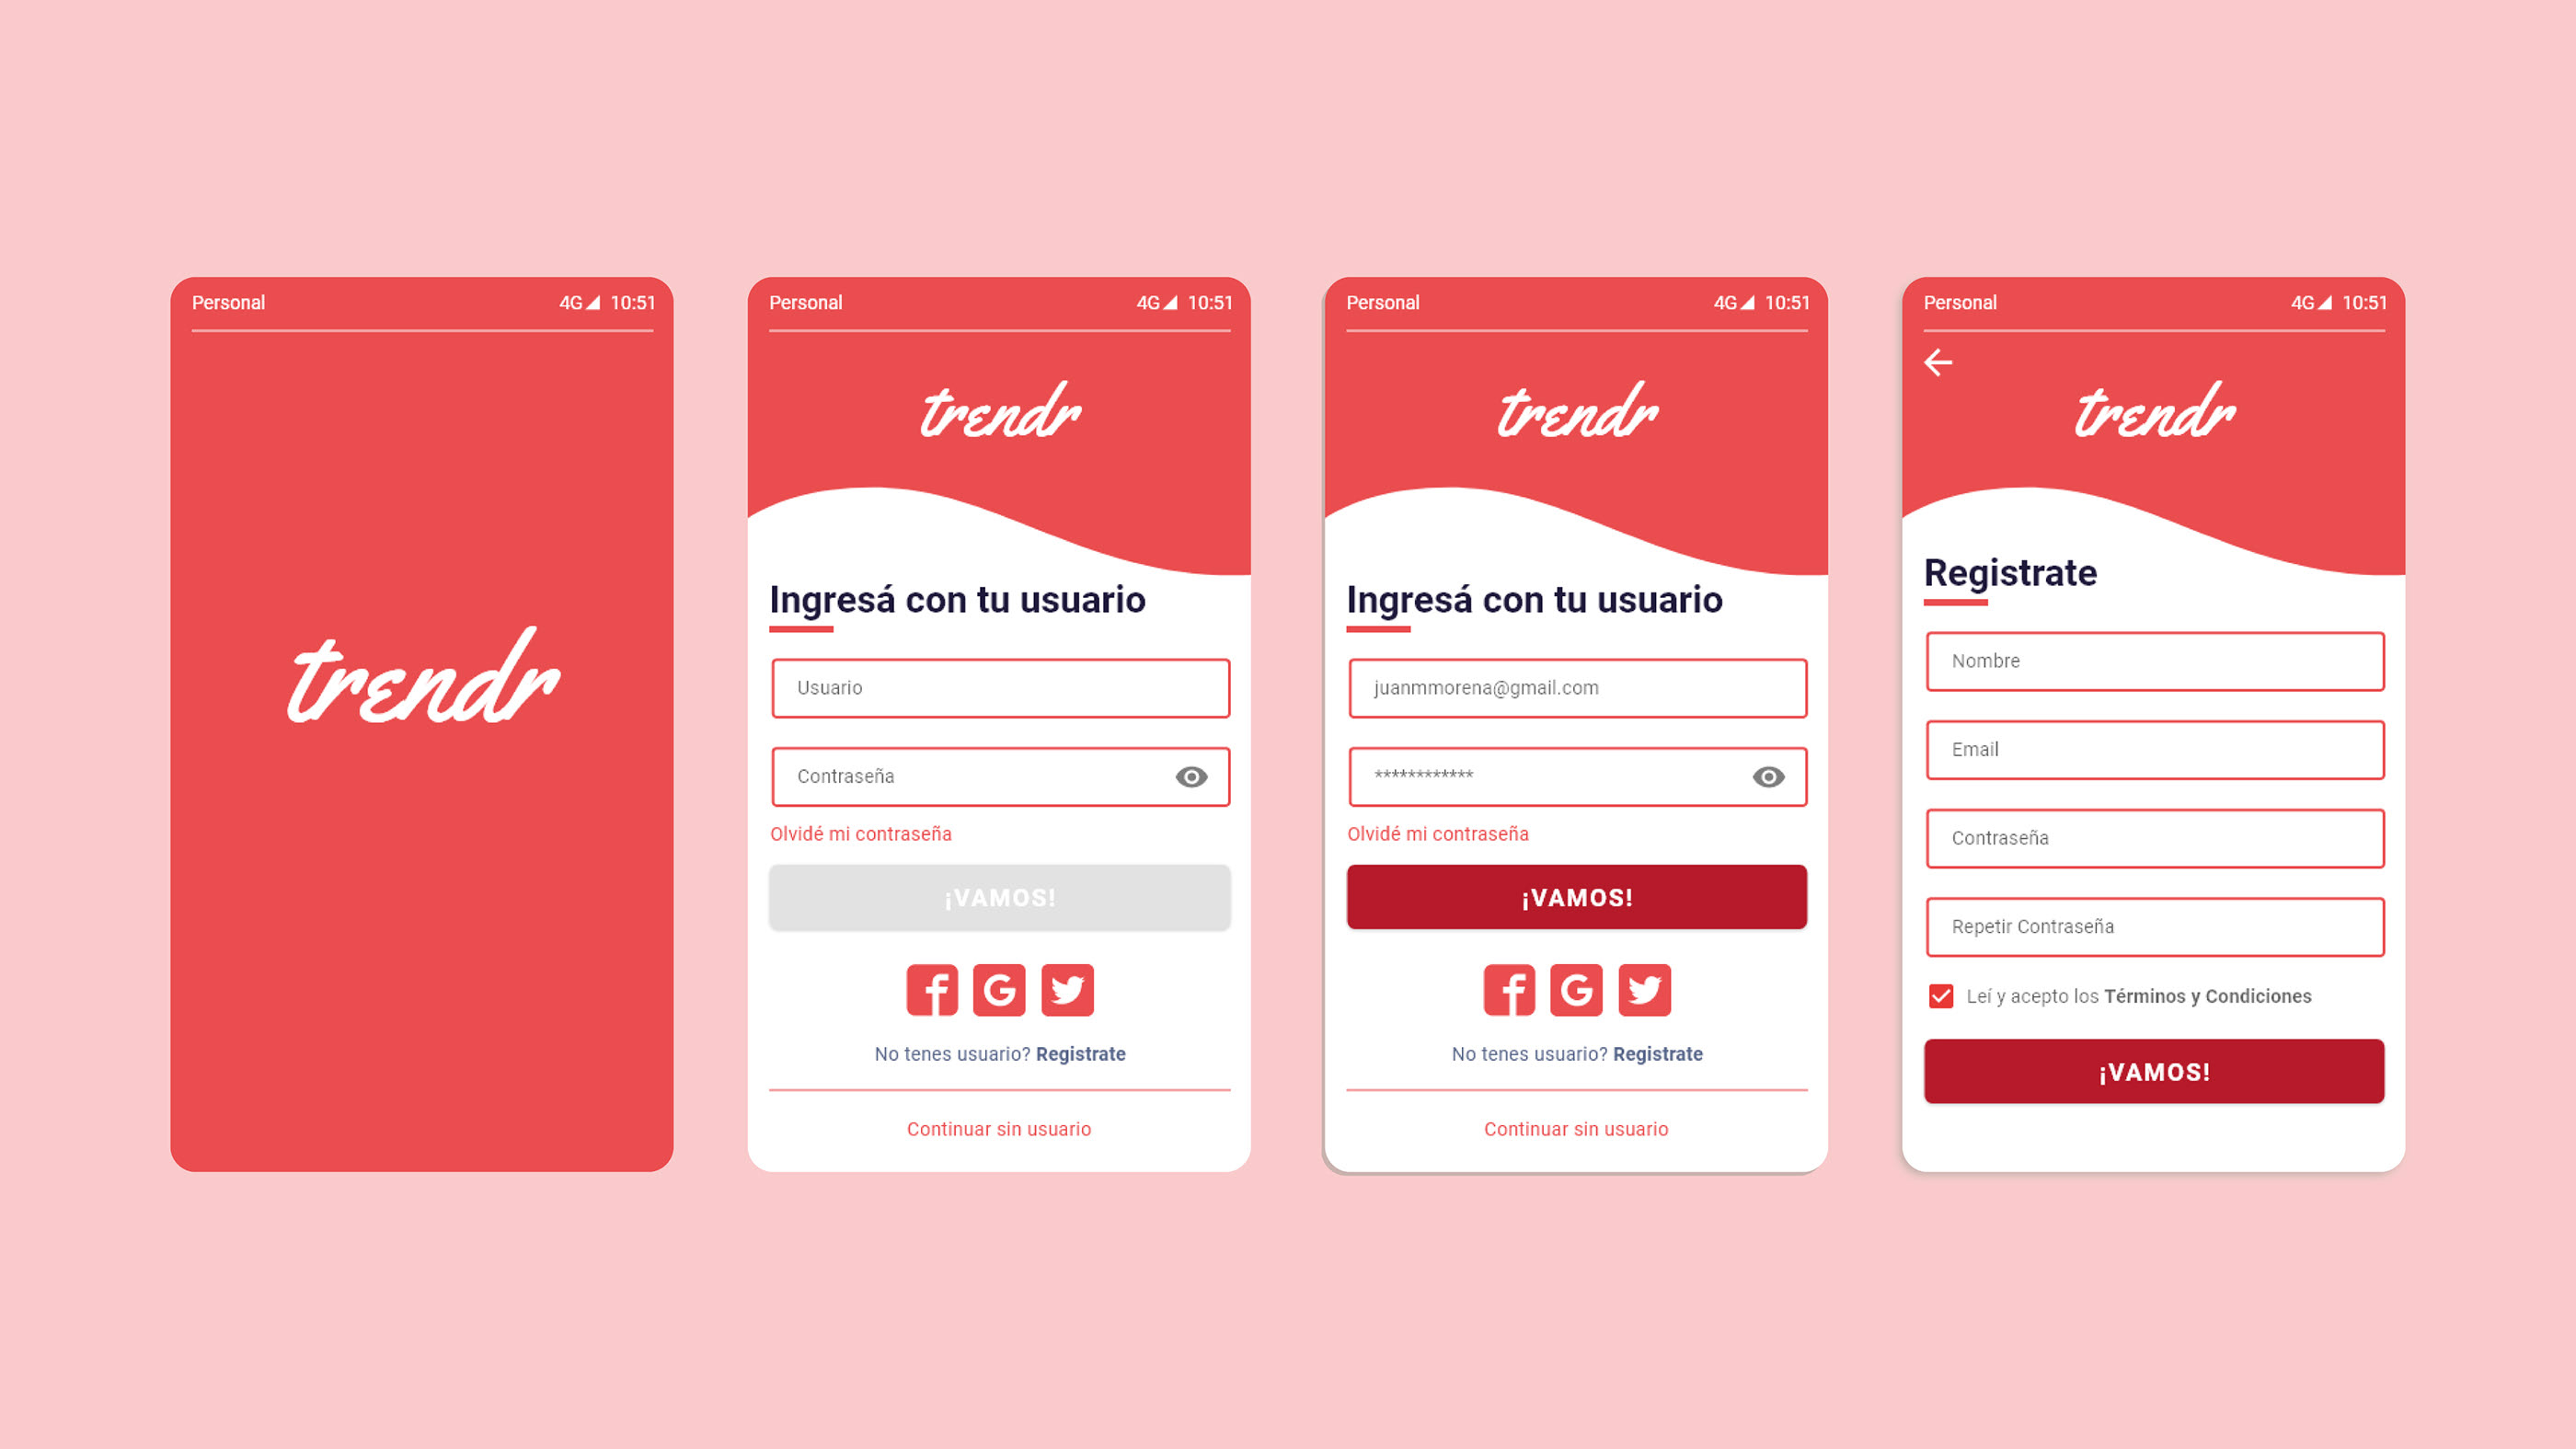 Personal 4G 10:51
trendr
Personal 4G 10:51
trendr
Ingresá con tu usuario
Usuario
Contraseña
Olvidé mi contraseña
¡VAMOS!
f G
No tenes usuario? Registrate
Continuar sin usuario
Personal 4G 10:51
trendr
Ingresá con tu usuario
juanmmorena@gmail.com
************
Olvidé mi contraseña
¡VAMOS!
f G
No tenes usuario? Registrate
Continuar sin usuario
Personal 4G 10:51
trendr
Registrate
Nombre
Email
Contraseña
Repetir Contraseña
Leí y acepto los Términos y Condiciones
¡VAMOS!